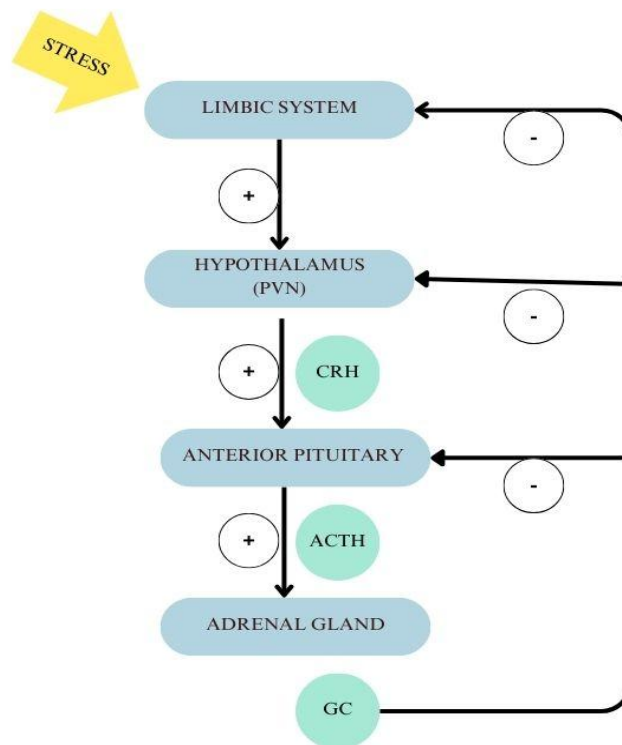 STRESS
LIMBIC SYSTEM
-
+
HYPOTHALAMUS
(PVN)
-
+
CRH
ANTERIOR PITUITARY
-
+
ACTH
ADRENAL GLAND
GC